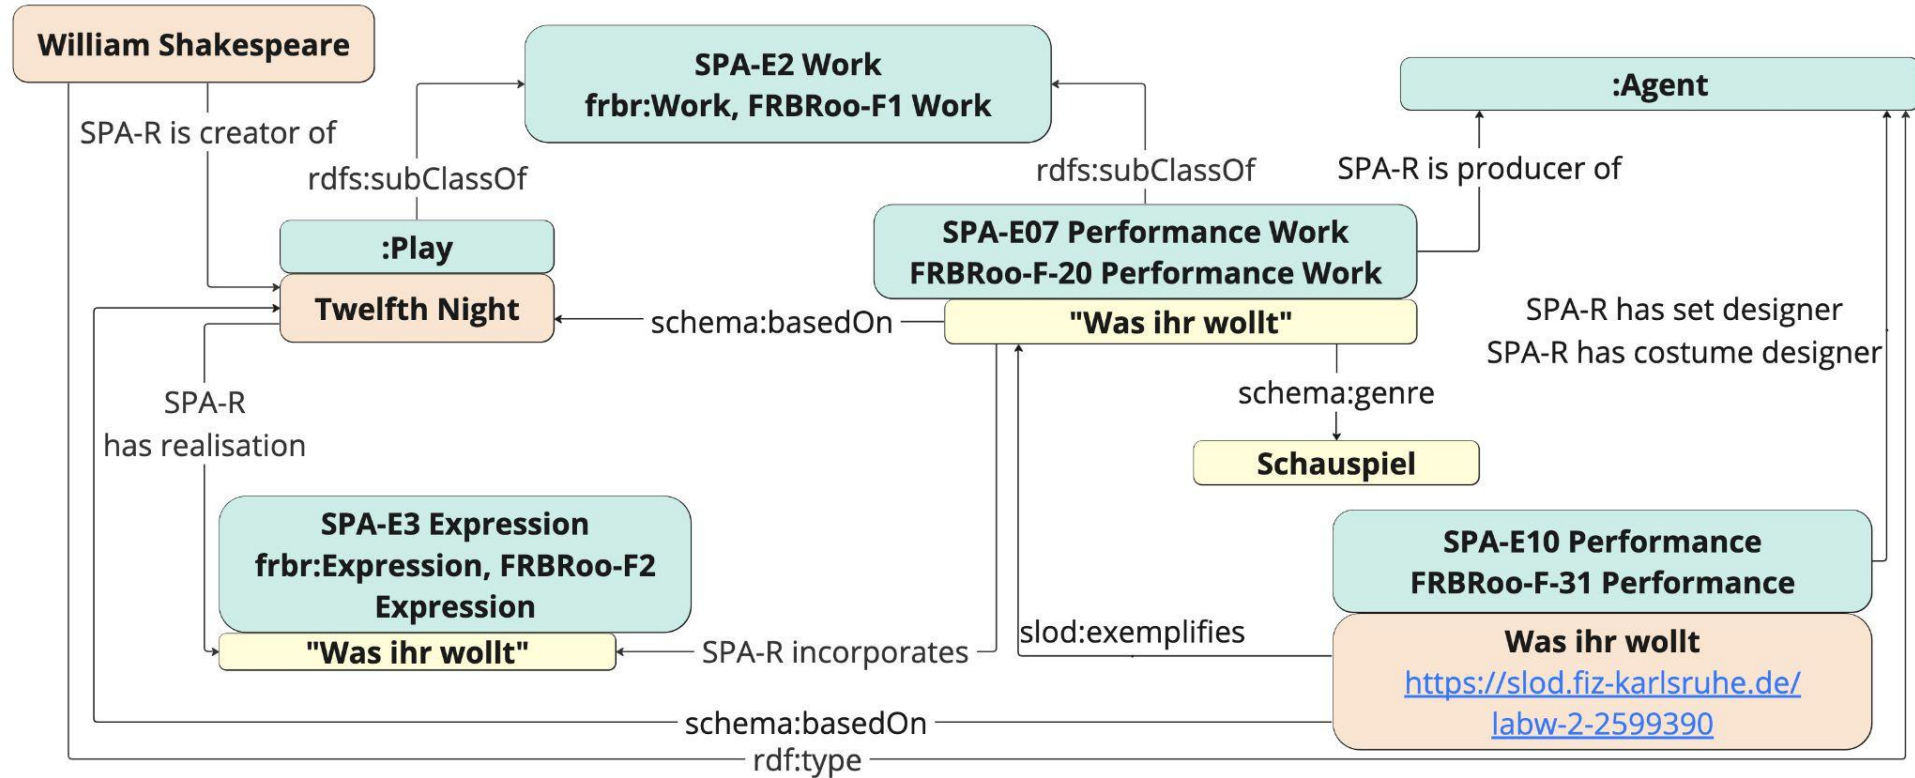 William Shakespeare
SPA-E2 Work
frbr:Work, FRBRoo-F1 Work
:Agent
SPA-R is creator of
rdfs:subClassOf
rdfs:subClassOf
SPA-R is producer of
:Play
Twelfth Night
SPA-E07 Performance Work
FRBRoo-F-20 Performance Work
"Was ihr wollt"
schema:basedOn
SPA-R has set designer
SPA-R has costume designer
schema:genre
Schauspiel
SPA-R
has realisation
SPA-E3 Expression
frbr:Expression, FRBRoo-F2
Expression
"Was ihr wollt"
SPA-R incorporates
slod:exemplifies
SPA-E10 Performance
FRBRoo-F-31 Performance
Was ihr wollt
https://slod.fiz-karlsruhe.de/
labw-2-2599390
schema:basedOn
rdf:type